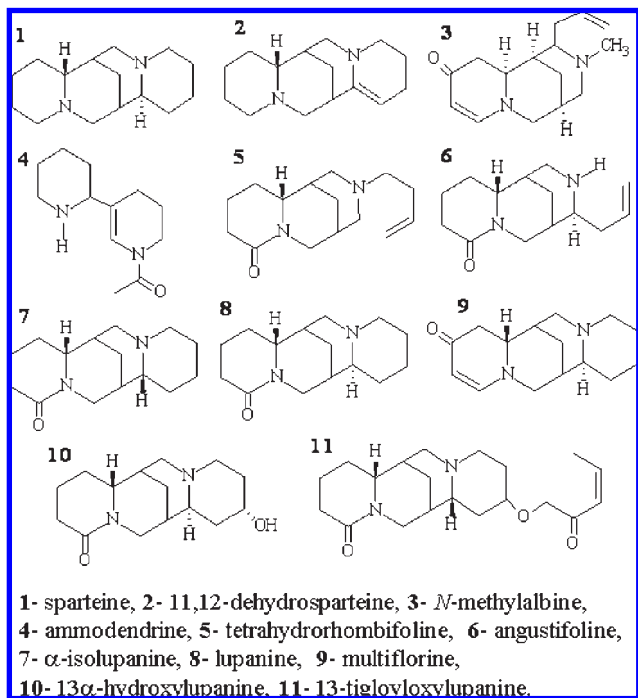 1
H
N
N
H
2
H
N
N
3
O
H
H
N
CH3
N
H
4
N
H
N
O
5
H
N
N
O
6
H
N
H
N
H
O
7
H
N
N
H
O
8
H
N
N
H
O
9
O
H
N
N
H
10
H
N
N
H
OH
O
11
H
N
N
H
O
O
O
1- sparteine, 2- 11,12-dehydrosparteine, 3- N-methylalbine,
4- ammodendrine, 5- tetrahydrorhombifoline, 6- angustifoline,
7- α-isolupanine, 8- lupanine, 9- multiflorine,
10- 13α-hydroxylupanine, 11- 13-tigloyloxylupanine.